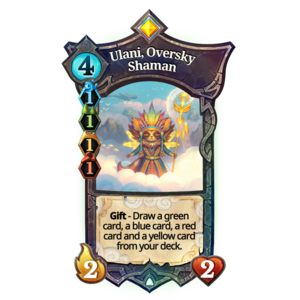 Ulani, Oversky
Shaman
4
1
1
1
1
Gift - Draw a green
card, a blue card, a red
card and a yellow card
from your deck.
2
2